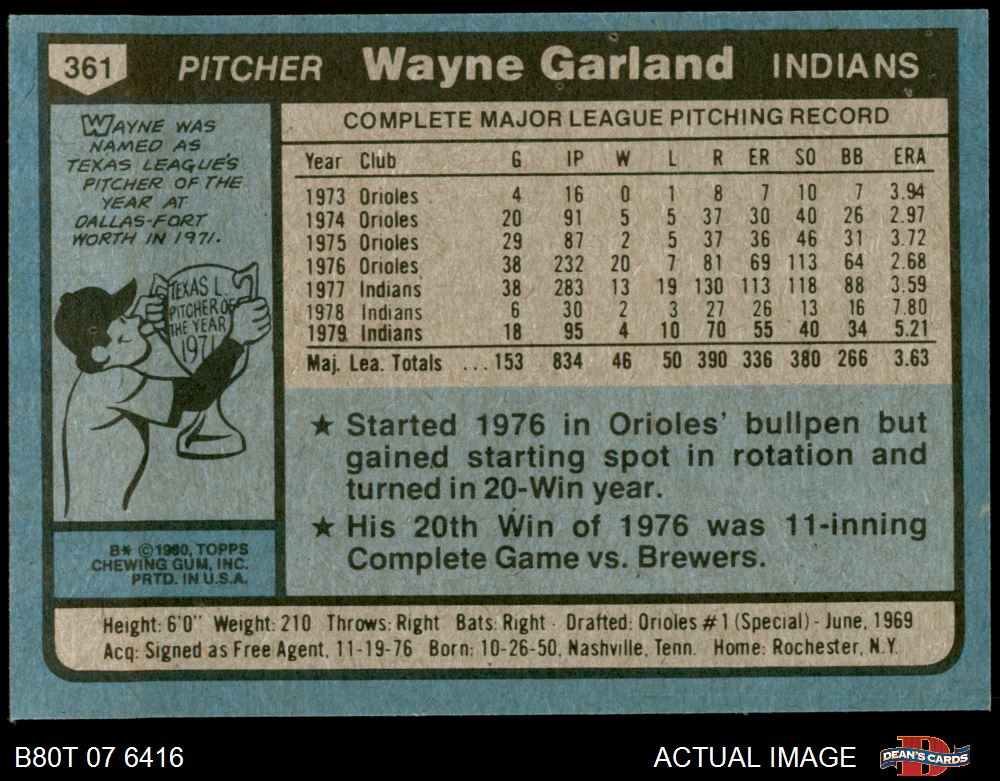 361 PITCHER Wayne Garland INDIANS
WAYNE WAS
NAMED AS
TEXAS LEAGUE'S
PITCHER OF THE
YEAR AT
DALLAS-FORT
WORTH IN 1971.
TEXAS L.
PITCHER OF
THE YEAR
1971
B* © 1980, TOPPS
CHEWING GUM, INC.
PRTD. IN U.S.A.
COMPLETE MAJOR LEAGUE PITCHING RECORD
Year Club G IP W L R ER SO BB ERA
1973 Orioles 4 16 0 1 8 7 10 7 3.94
1974 Orioles 20 91 5 5 37 30 40 26 2.97
1975 Orioles 29 87 2 5 37 36 46 31 3.72
1976 Orioles 38 232 20 7 81 69 113 64 2.68
1977 Indians 38 283 13 19 130 113 118 88 3.59
1978 Indians 6 30 2 3 27 26 13 16 7.80
1979 Indians 18 95 4 10 70 55 40 34 5.21
Maj. Lea. Totals ...153 834 46 50 390 336 380 266 3.63
★ Started 1976 in Orioles' bullpen but
gained starting spot in rotation and
turned in 20-Win year.
★ His 20th Win of 1976 was 11-inning
Complete Game vs. Brewers.
Height: 6'0" Weight: 210 Throws: Right Bats: Right Drafted: Orioles #1 (Special) - June, 1969
Acq: Signed as Free Agent, 11-19-76 Born: 10-26-50, Nashville, Tenn. Home: Rochester, N.Y.
B80T 07 6416 ACTUAL IMAGE D DEAN'S CARDS